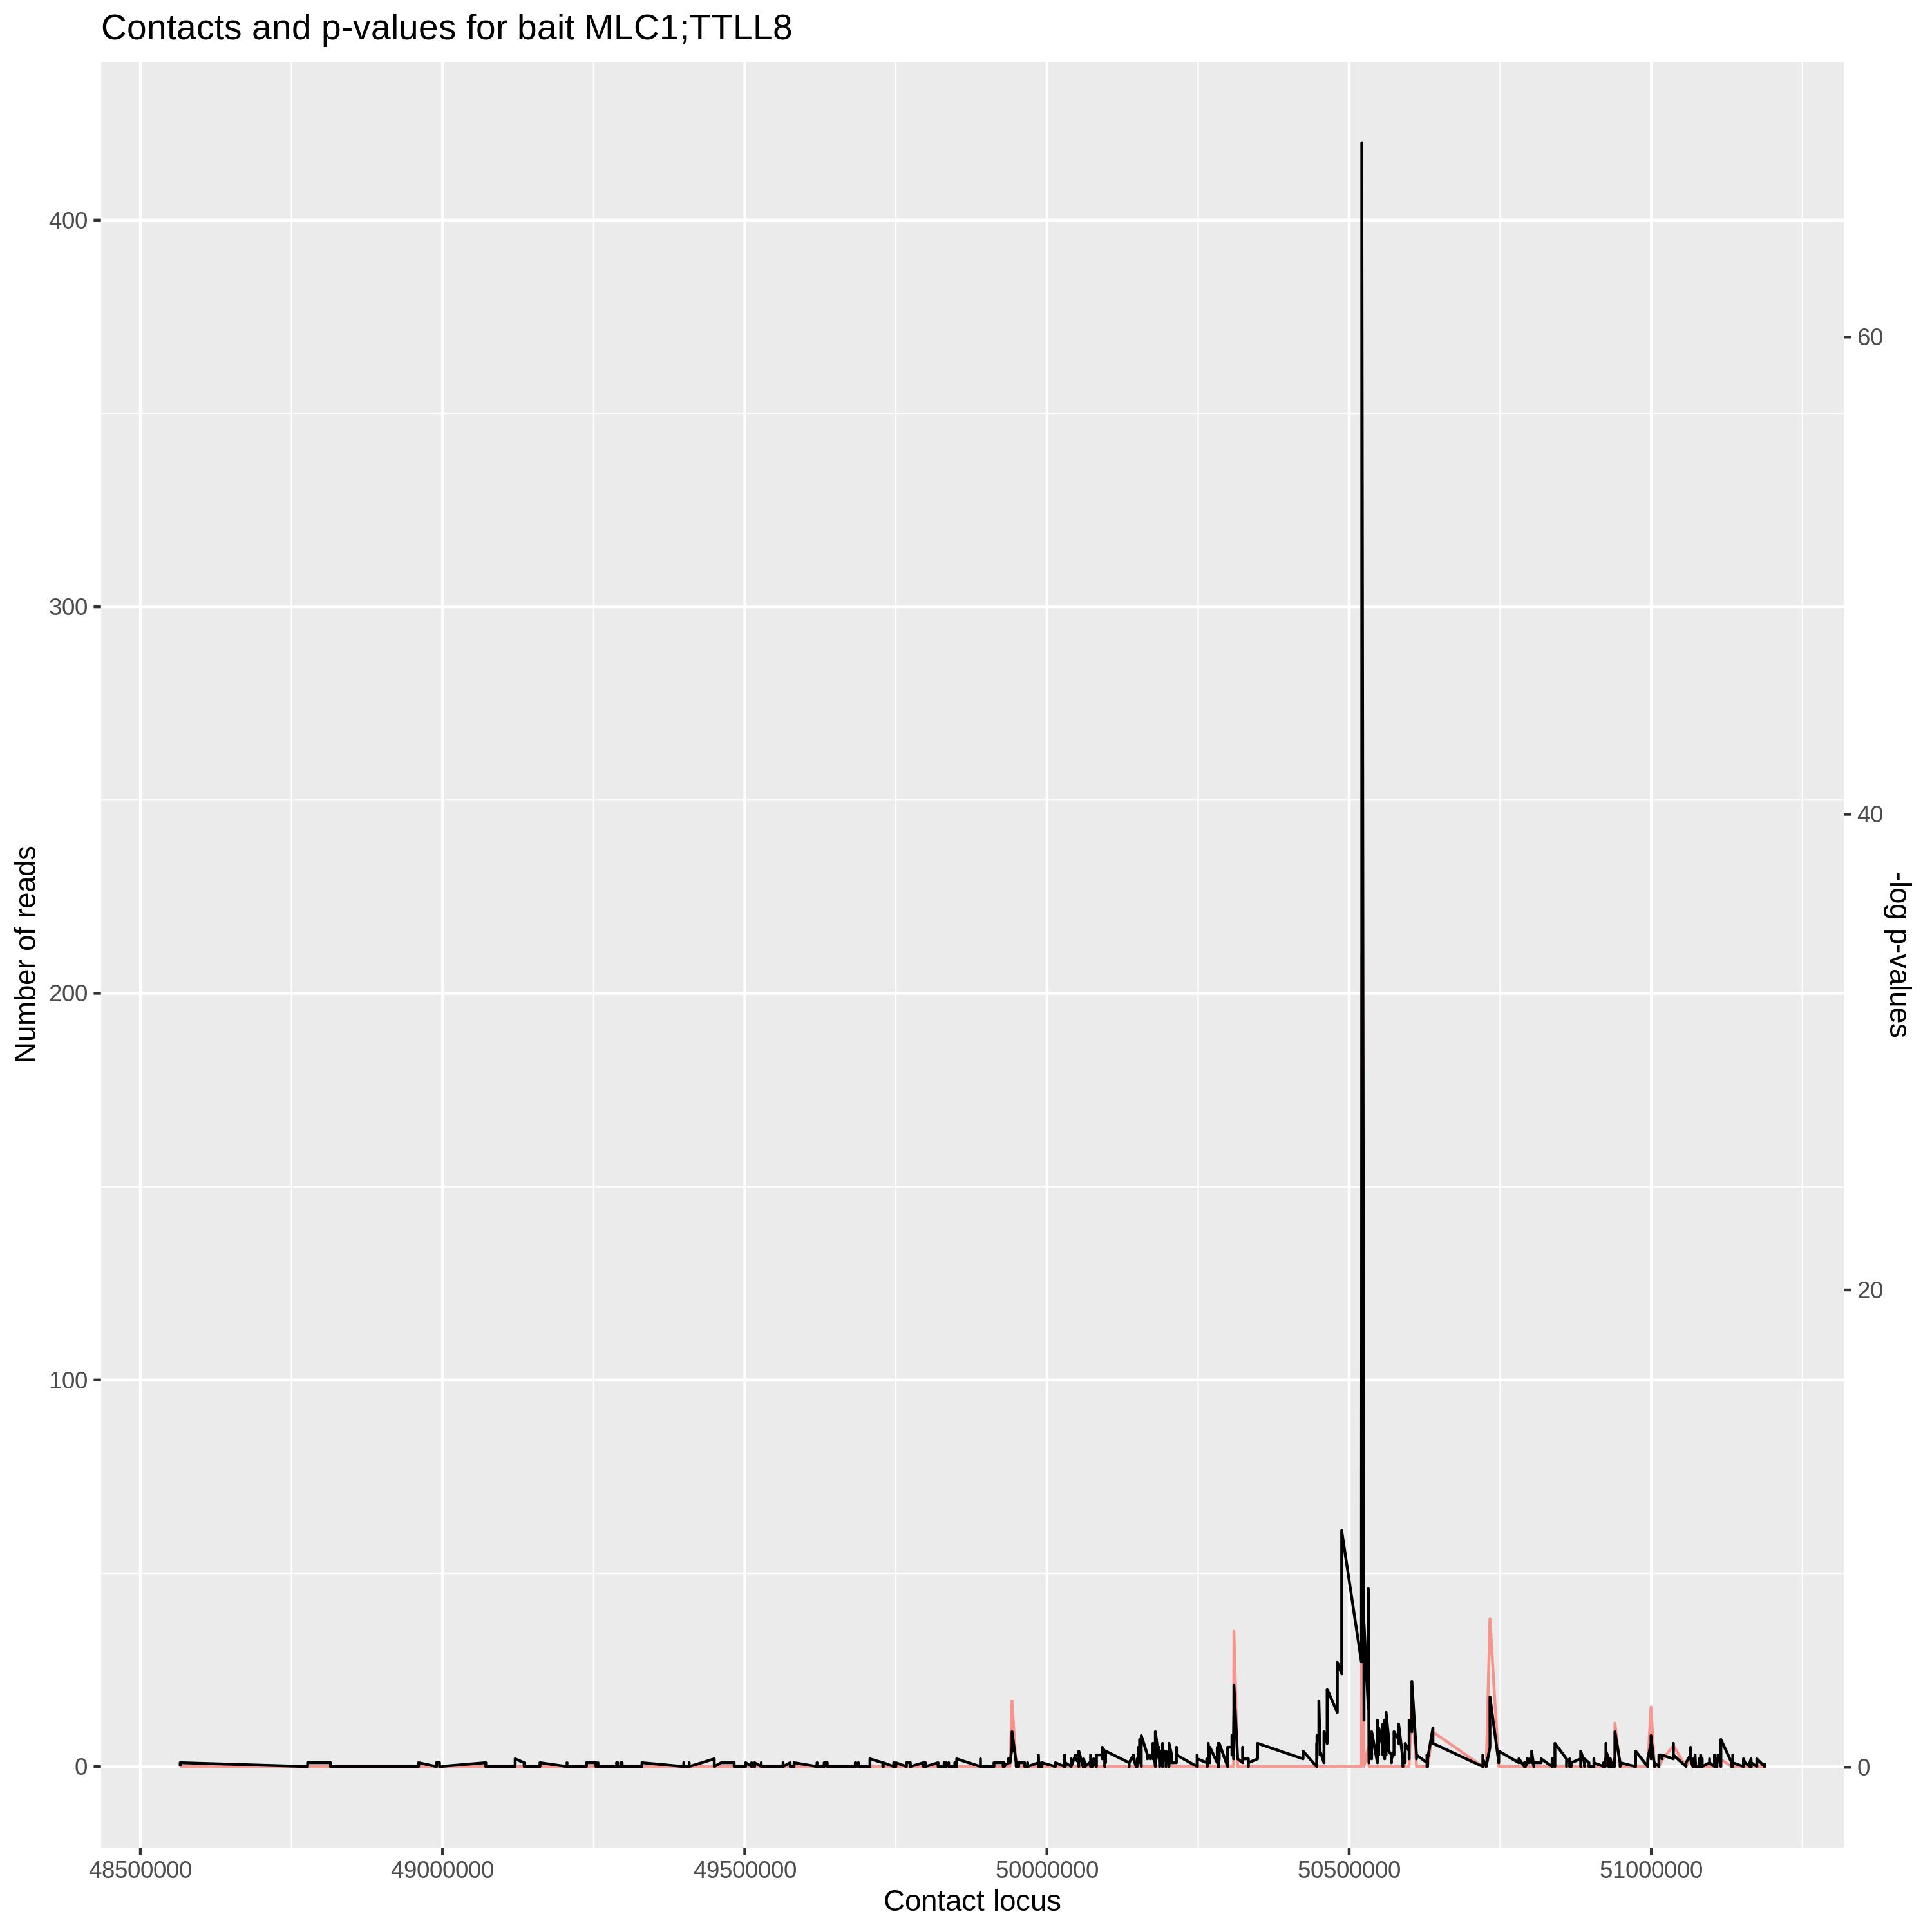 Contacts and p-values for bait MLC1;TTLL8
400
300
200
100
0
60
40
20
0
Number of reads
-log p-values
48500000 49000000 49500000 50000000 50500000 51000000
Contact locus